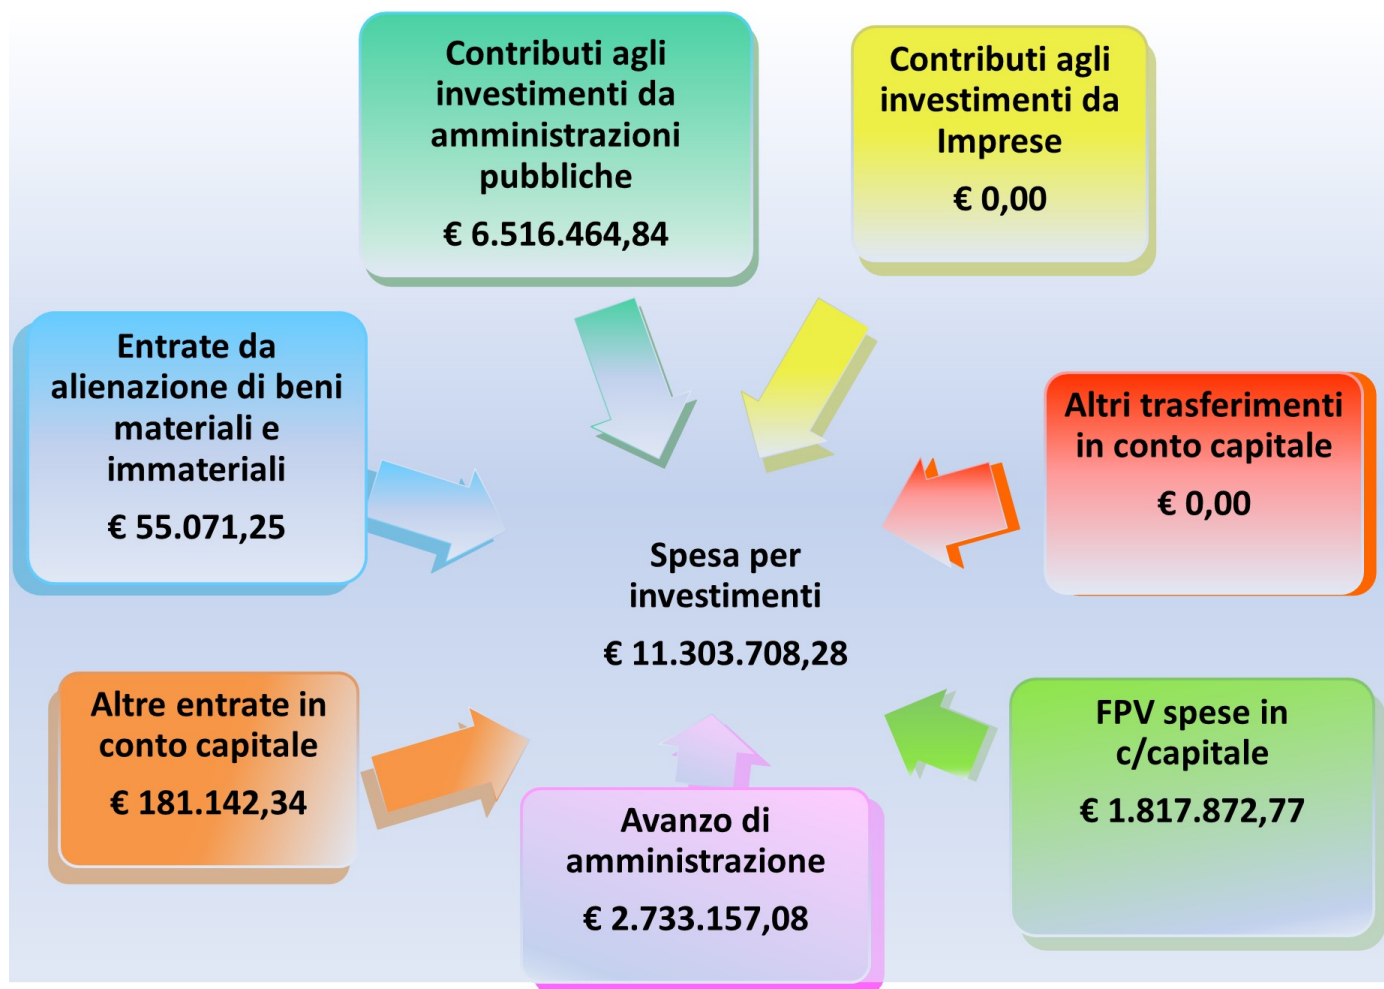 Contributi agli
investimenti da
amministrazioni
pubbliche
€ 6.516.464,84
Contributi agli
investimenti da
Imprese
€ 0,00
Entrate da
alienazione di beni
materiali e
immateriali
€ 55.071,25
Altri trasferimenti
in conto capitale
€ 0,00
Spesa per
investimenti
€ 11.303.708,28
Altre entrate in
conto capitale
€ 181.142,34
FPV spese in
c/capitale
€ 1.817.872,77
Avanzo di
amministrazione
€ 2.733.157,08